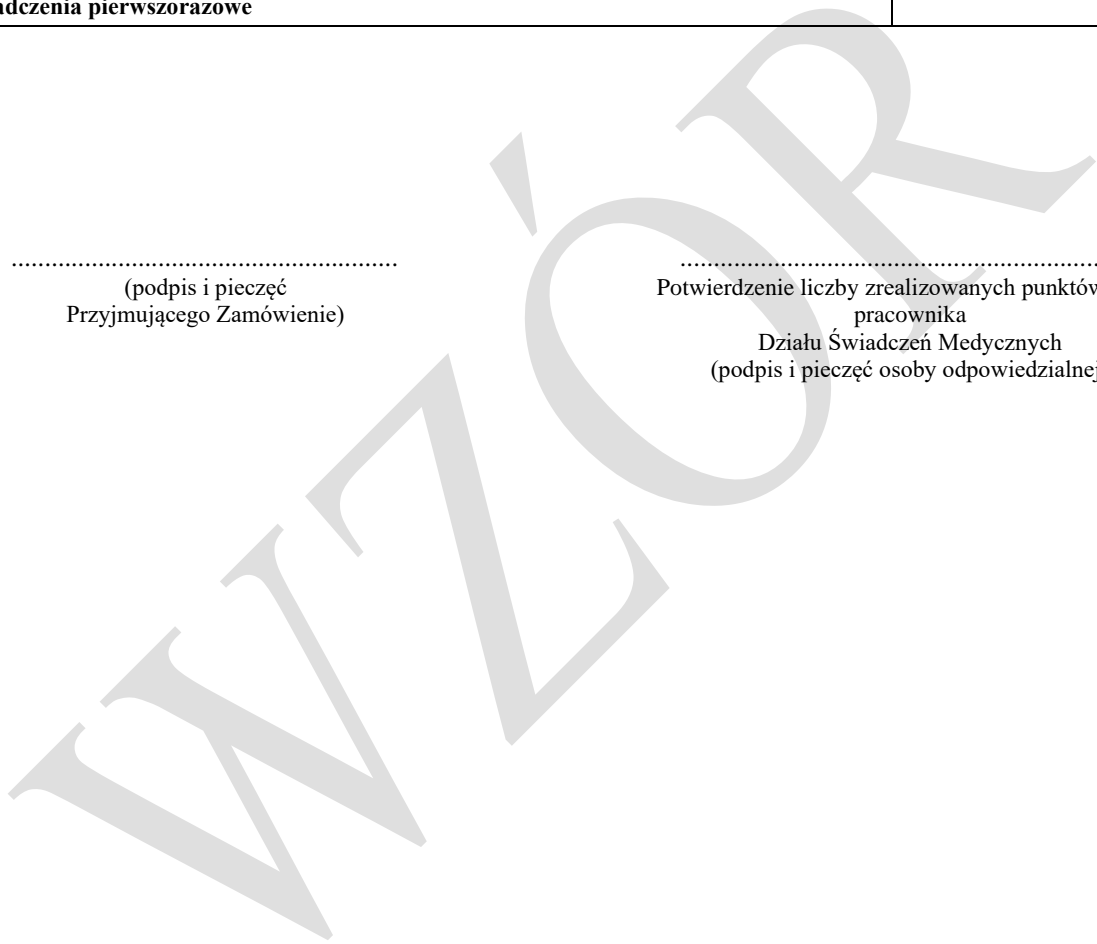 adczenia pierwszorazowe
..........................................................
(podpis i pieczęć
Przyjmującego Zamówienie)
...............................................................
Potwierdzenie liczby zrealizowanych punktów
pracownika
Działu Świadczeń Medycznych
(podpis i pieczęć osoby odpowiedzialnej
WZÓR